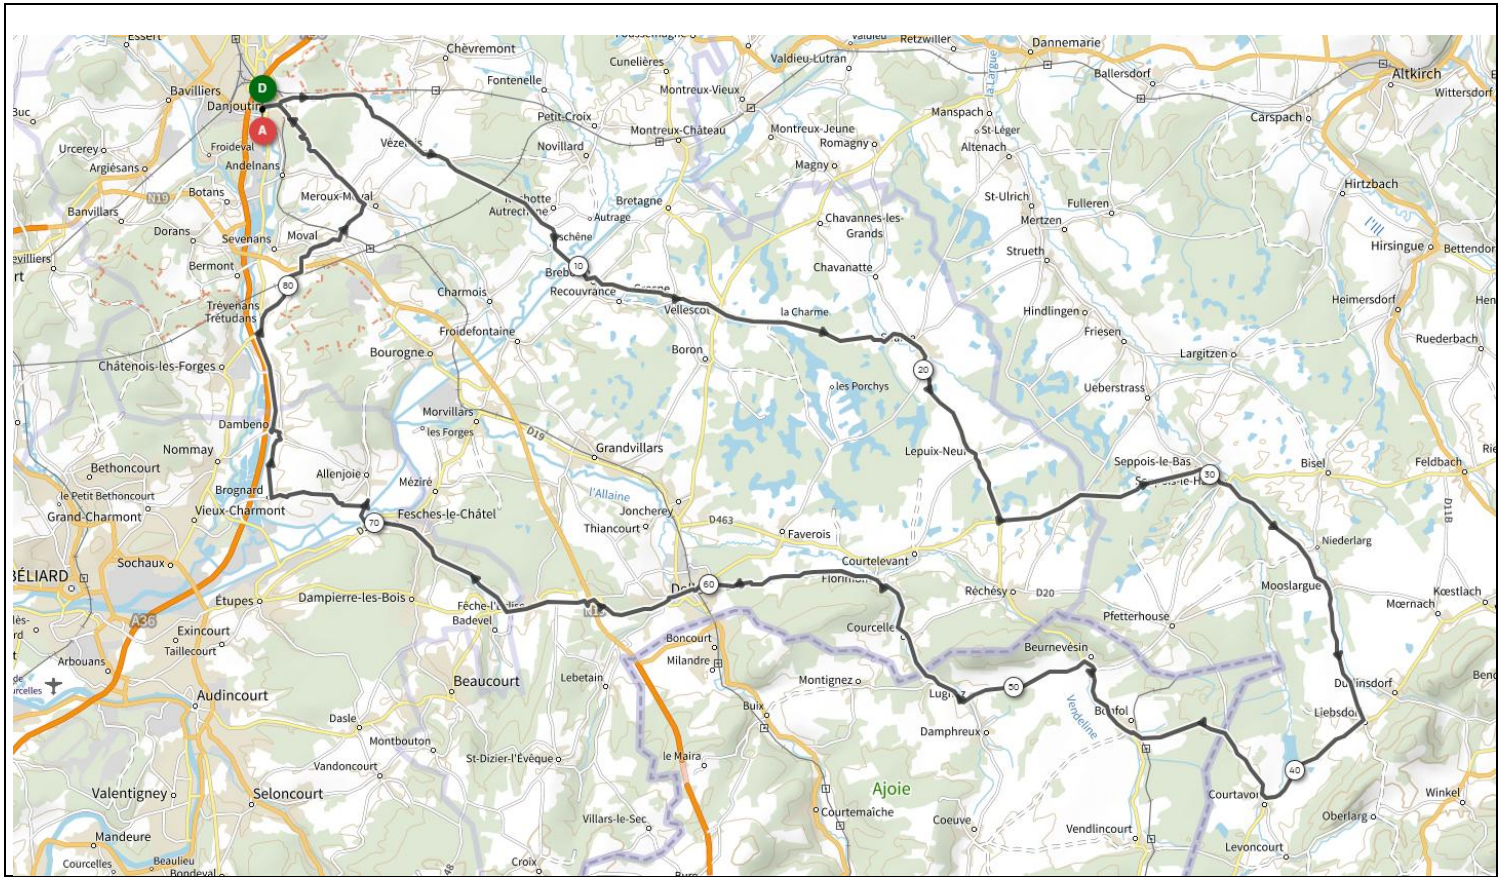 Essert
Chèvremont
Cunelières
Valdieu
Retzwiller
Dannemarie
Valdieu-Lutran
Ballersdorf
Altkirch
Wittersdorf
D
Bavilliers
Fontenelle
Montreux-Vieux
la Largue
Danjoutin
A
Buc
Petit-Croix
Manspach
Carspach
Froideval
Urcerey
Montreux-Château
Montreux-Jeune
St-Léger
Romagny
Altenach
Novillard
Argiésans
Andelnans
Magny
Hirtzbach
N19
Botans
Meroux-Moval
Bretagne
St-Ulrich
Fulleren
Banvillars
Autrage
Chavannes-les-
Grands
Mertzen
l'Ill
Dorans
Moval
Sevenans
Hirsingue
Strueth
Bermont
10
Chavanatte
80
Charmois
Recouvrance
Heimersdorf
Trévenans
Trétudans
Vellescot
la Charme
Hindlingen
Froidefontaine
Friesen
Ruederbach
Bourogne
Boron
Largitzen
Châtenois-les-Forges
20
les Porchys
Ueberstrass
Morvillars
les Forges
D19
Nommay
Grandvillars
Lepuix-Neuf
Seppois-le-Bas
Bisel
Feldbach
Bethoncourt
Allenjoie
30
Méziré
Brognard
le Petit Bethoncourt
l'Allaine
Grand-Charmont
Vieux-Charmont
Fesches-le-Châtel
Joncherey
D463
D11B
70
Thiancourt
Faverois
Niederlarg
Sochaux
Courtelevant
60
Mooslargue
Kœstlach
Étupes
Dampierre-les-Bois
Réchésy
D20
Mœrnach
Badevel
Pfetterhouse
A36
Exincourt
Taillecourt
Boncourt
Beurnevésin
Arbouans
Milandre
Lebetain
Beaucourt
Montignez
50
Audincourt
Buix
Vendeline
Dasle
Damphreux
Montbouton
St-Dizier-l'Évêque
le Maira
Vandoncourt
40
Valentigney
Seloncourt
Ajoie
Winkel
Courtemaîche
Oberlarg
Villars-le-Sec
Coeuve
Vendlincourt
Mandeure
Levoncourt
Courcelles
Beaulieu
Croix